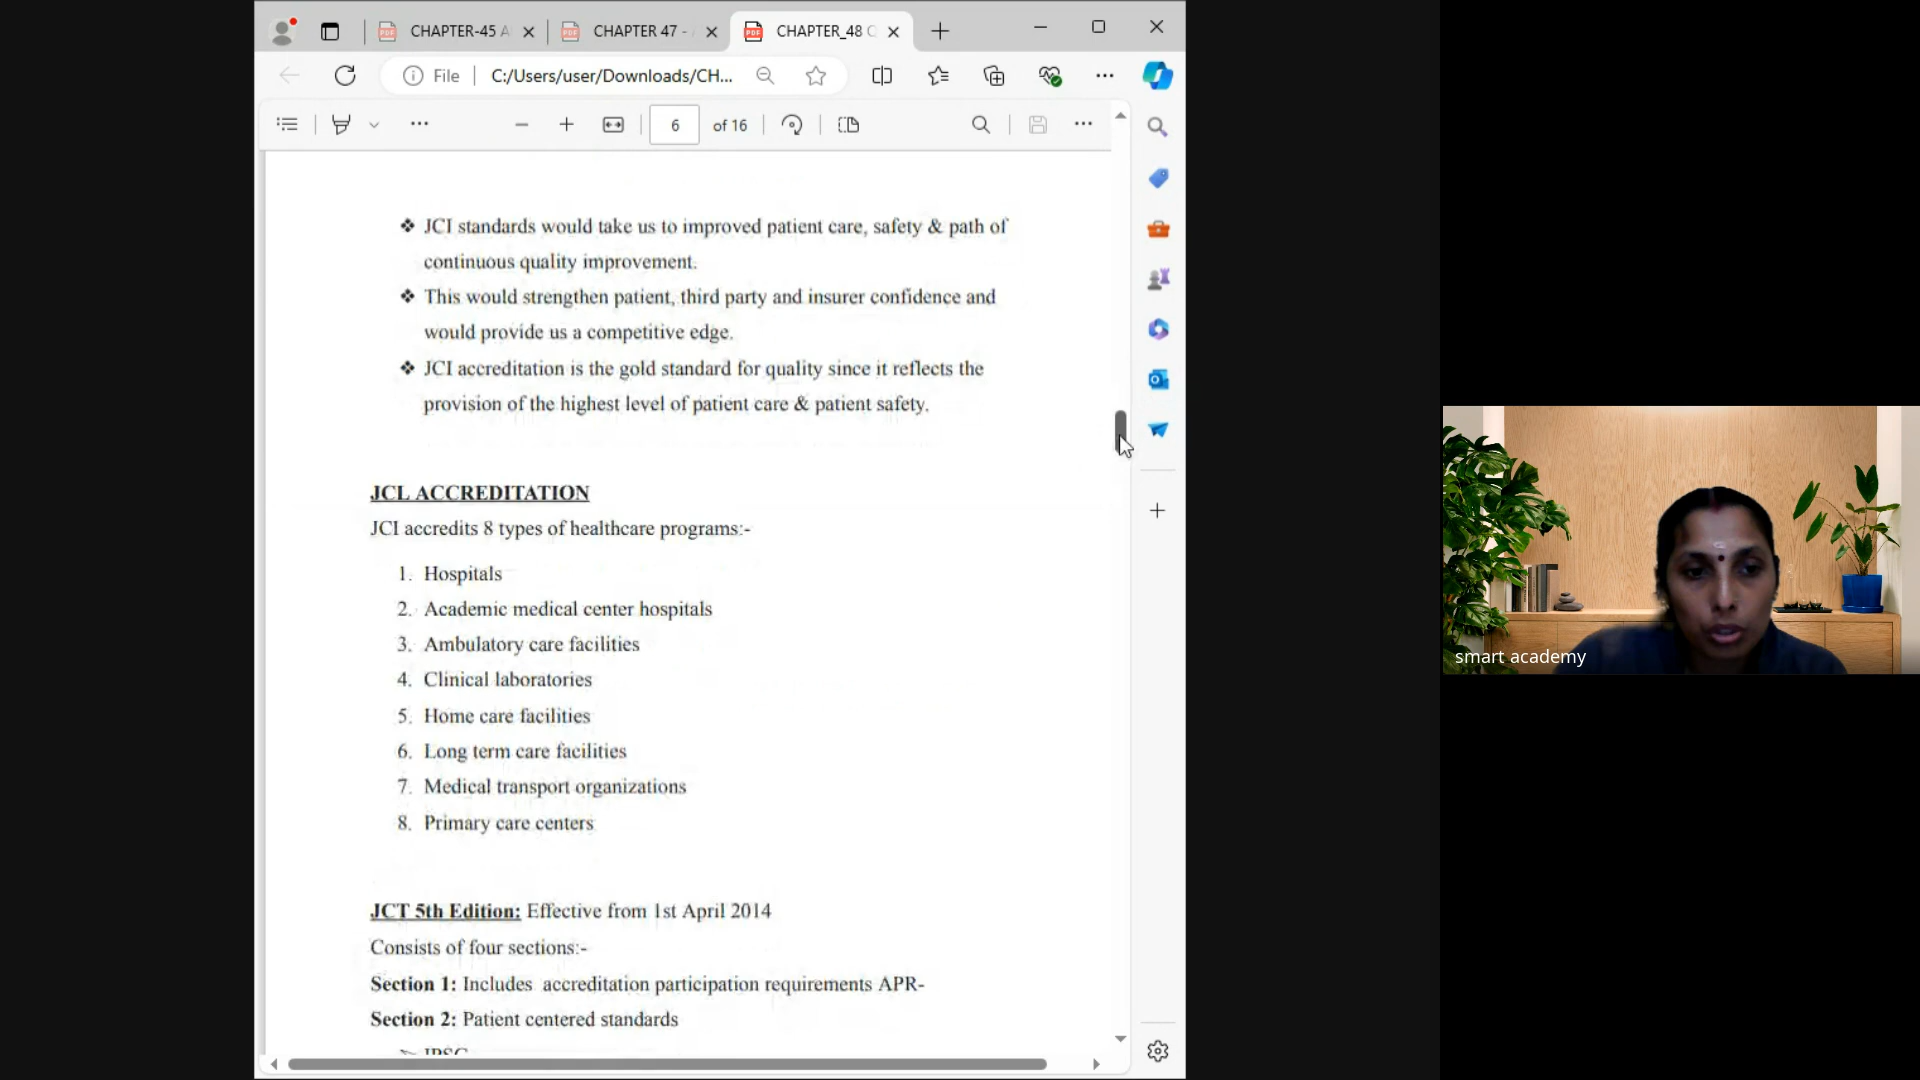 CHAPTER-45 A
CHAPTER 47 -
CHAPTER_48 C
File
C:/Users/user/Downloads/CH...
6 of 16
❖ JCI standards would take us to improved patient care, safety & path of
continuous quality improvement.
❖ This would strengthen patient, third party and insurer confidence and
would provide us a competitive edge.
❖ JCI accreditation is the gold standard for quality since it reflects the
provision of the highest level of patient care & patient safety.
JCL ACCREDITATION
JCI accredits 8 types of healthcare programs:-
1. Hospitals
2. Academic medical center hospitals
3. Ambulatory care facilities
4. Clinical laboratories
5. Home care facilities
6. Long term care facilities
7. Medical transport organizations
8. Primary care centers
JCT 5th Edition: Effective from 1st April 2014
Consists of four sections:-
Section 1: Includes accreditation participation requirements APR-
Section 2: Patient centered standards
smart academy